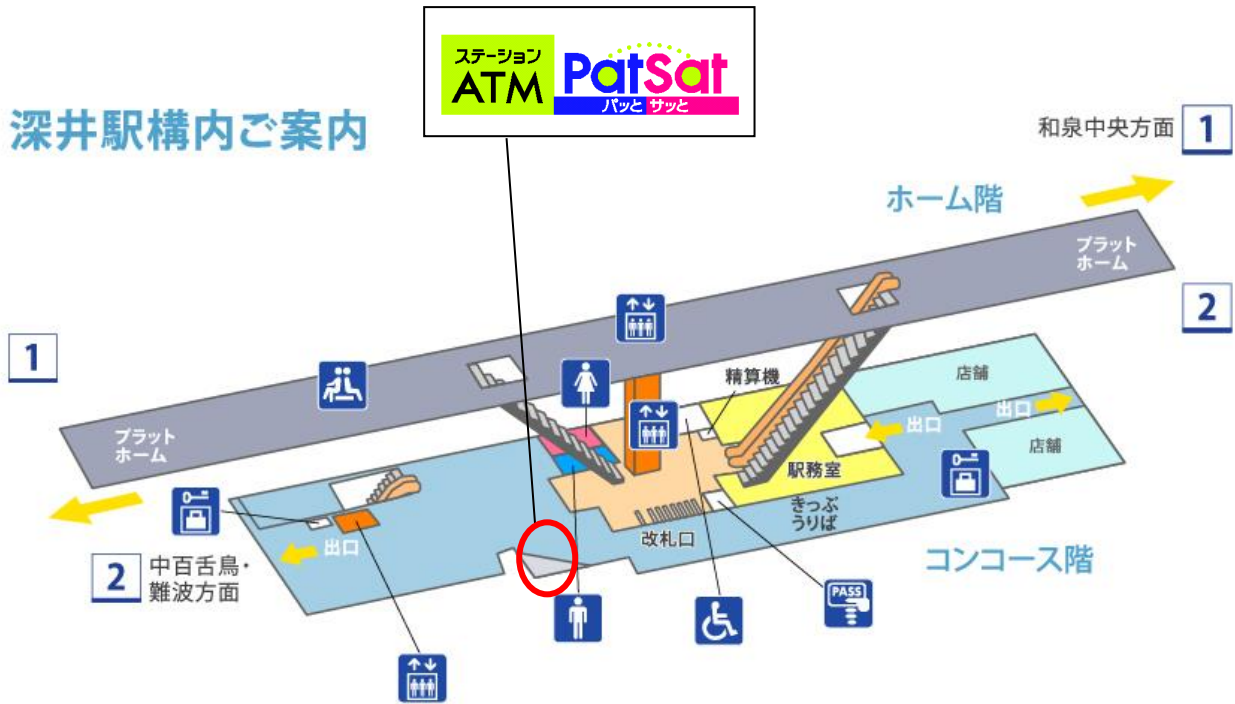 ステーション
ATM
PatSat
パッと サッと
深井駅構内ご案内
和泉中央方面 1
ホーム階
プラット
ホーム
2
1
精算機
店舗
出口
出口
店舗
プラット
ホーム
駅務室
きっぷ
うりば
改札口
出口
コンコース階
2 中百舌鳥・
難波方面
PASS